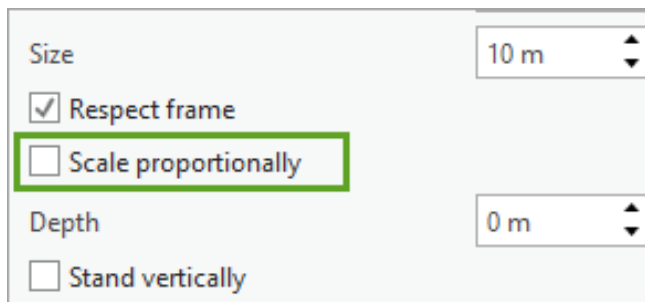 Size 10 m
Respect frame
Scale proportionally
Depth 0 m
Stand vertically